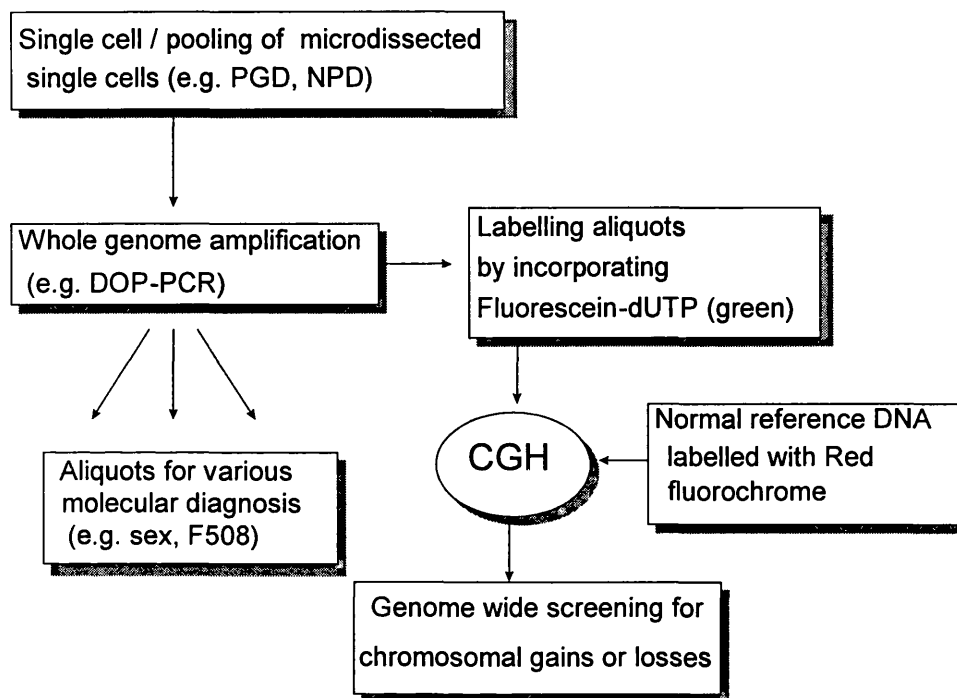 Single cell / pooling of microdissected
single cells (e.g. PGD, NPD)
Whole genome amplification
(e.g. DOP-PCR)
Labelling aliquots
by incorporating
Fluorescein-dUTP (green)
Aliquots for various
molecular diagnosis
(e.g. sex, F508)
CGH
Normal reference DNA
labelled with Red
fluorochrome
Genome wide screening for
chromosomal gains or losses